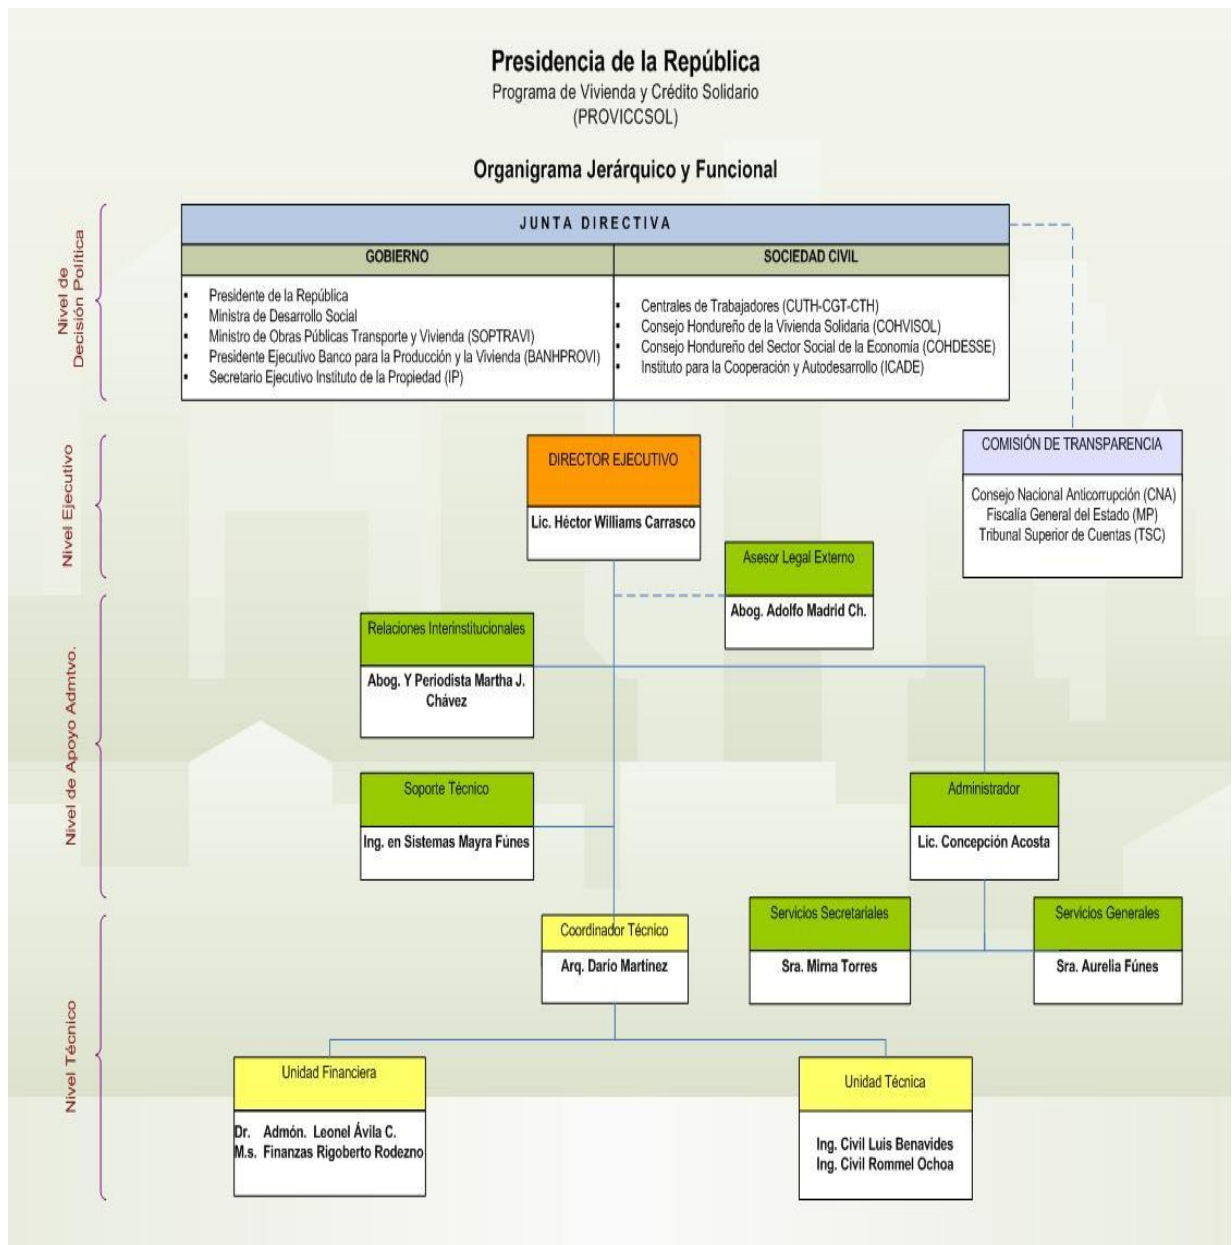 Presidencia de la República
Programa de Vivienda y Crédito Solidario
(PROVICCSOL)
Organigrama Jerárquico y Funcional
Nivel de
Decisión Política
JUNTA DIRECTIVA
GOBIERNO
▪ Presidente de la República
▪ Ministra de Desarrollo Social
▪ Ministro de Obras Públicas Transporte y Vivienda (SOPTRAVI)
▪ Presidente Ejecutivo Banco para la Producción y la Vivienda (BANHPROVI)
▪ Secretario Ejecutivo Instituto de la Propiedad (IP)
SOCIEDAD CIVIL
▪ Centrales de Trabajadores (CUTH-CGT-CTH)
▪ Consejo Hondureño de la Vivienda Solidaria (COHVISOL)
▪ Consejo Hondureño del Sector Social de la Economía (COHDESSE)
▪ Instituto para la Cooperación y Autodesarrollo (ICADE)
Nivel Ejecutivo
DIRECTOR EJECUTIVO
Lic. Héctor Williams Carrasco
COMISIÓN DE TRANSPARENCIA
Consejo Nacional Anticorrupción (CNA)
Fiscalía General del Estado (MP)
Tribunal Superior de Cuentas (TSC)
Asesor Legal Externo
Abog. Adolfo Madrid Ch.
Nivel de Apoyo Admtvo.
Relaciones Interinstitucionales
Abog. Y Periodista Martha J.
Chávez
Soporte Técnico
Ing. en Sistemas Mayra Fúnes
Administrador
Lic. Concepción Acosta
Servicios Secretariales
Sra. Mirna Torres
Servicios Generales
Sra. Aurelia Fúnes
Nivel Técnico
Coordinador Técnico
Arq. Darío Martínez
Unidad Financiera
Dr. Admón. Leonel Ávila C.
M.s. Finanzas Rigoberto Rodezno
Unidad Técnica
Ing. Civil Luis Benavides
Ing. Civil Rommel Ochoa